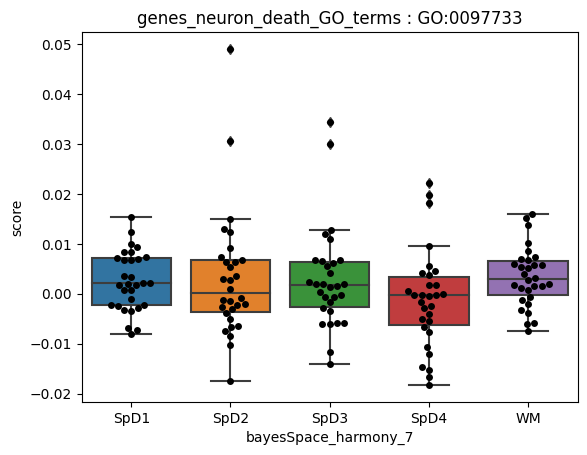 genes_neuron_death_GO_terms : GO:0097733
score
0.05
0.04
0.03
0.02
0.01
0.00
−0.01
−0.02
SpD1 SpD2 SpD3 SpD4 WM
bayesSpace_harmony_7